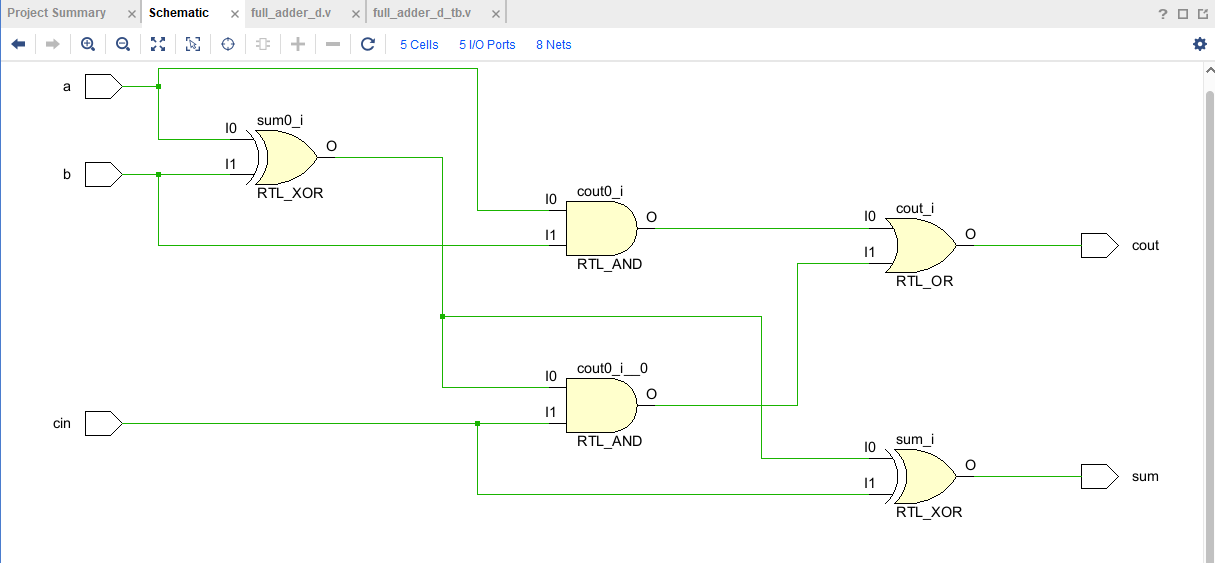 Project Summary × Schematic × full_adder_d.v × full_adder_d_tb.v × ?
5 Cells 5 I/O Ports 8 Nets
a
sum0_i
I0
O
I1
b
RTL_XOR
cout0_i
I0
O
I1
RTL_AND
cout_i
I0
O
I1
cout
RTL_OR
cout0_i__0
I0
O
I1
cin
RTL_AND
sum_i
I0
O
I1
sum
RTL_XOR